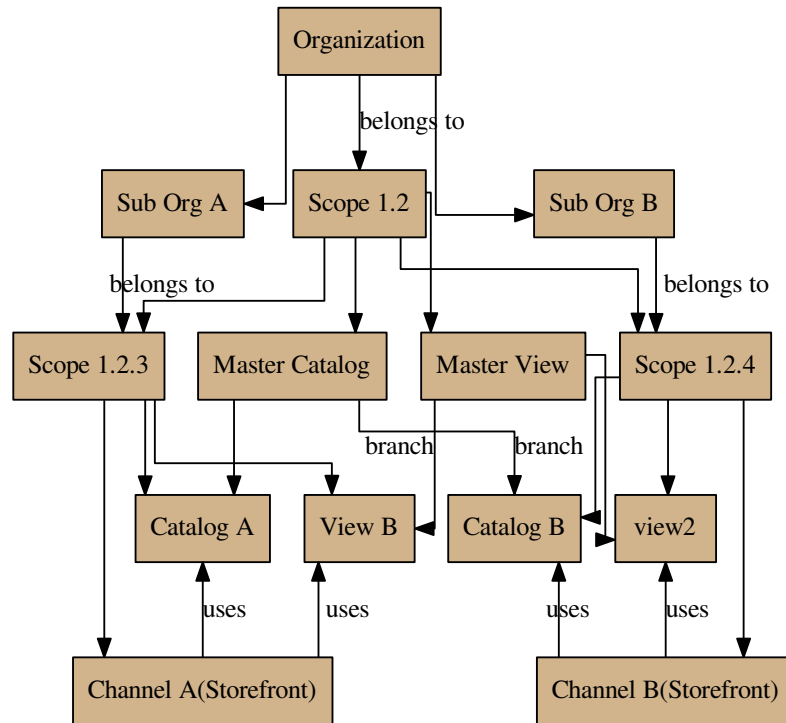 Organization
belongs to
Sub Org A
Scope 1.2
Sub Org B
belongs to
belongs to
Scope 1.2.3
Master Catalog
Master View
Scope 1.2.4
branch
branch
Catalog A
View B
Catalog B
view2
uses
uses
uses
uses
Channel A(Storefront)
Channel B(Storefront)